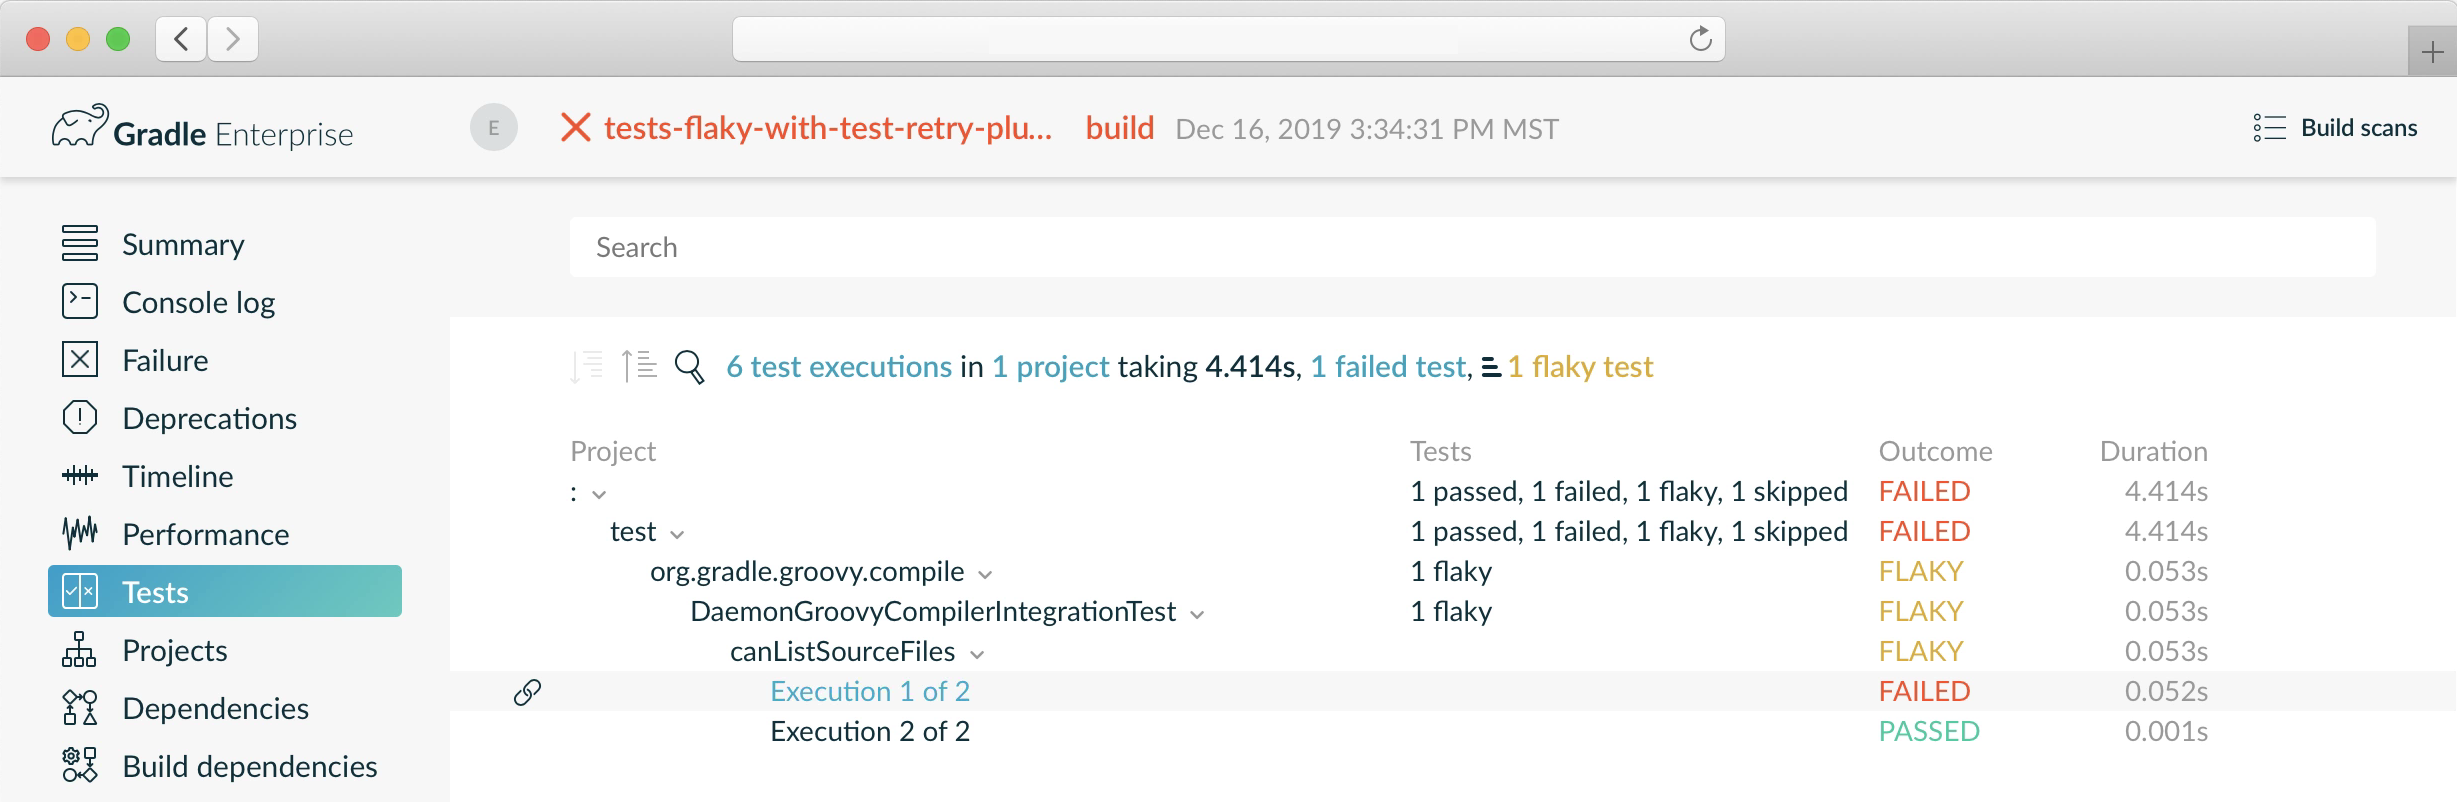 Gradle Enterprise
E
tests-flaky-with-test-retry-plu... build Dec 16, 2019 3:34:31 PM MST
Build scans
Summary
Console log
Failure
Deprecations
Timeline
Performance
Tests
Projects
Dependencies
Build dependencies
Search
6 test executions in 1 project taking 4.414s, 1 failed test, 1 flaky test
Project Tests Outcome Duration
: 1 passed, 1 failed, 1 flaky, 1 skipped FAILED 4.414s
test 1 passed, 1 failed, 1 flaky, 1 skipped FAILED 4.414s
org.gradle.groovy.compile 1 flaky FLAKY 0.053s
DaemonGroovyCompilerIntegrationTest 1 flaky FLAKY 0.053s
canListSourceFiles FLAKY 0.053s
Execution 1 of 2 FAILED 0.052s
Execution 2 of 2 PASSED 0.001s